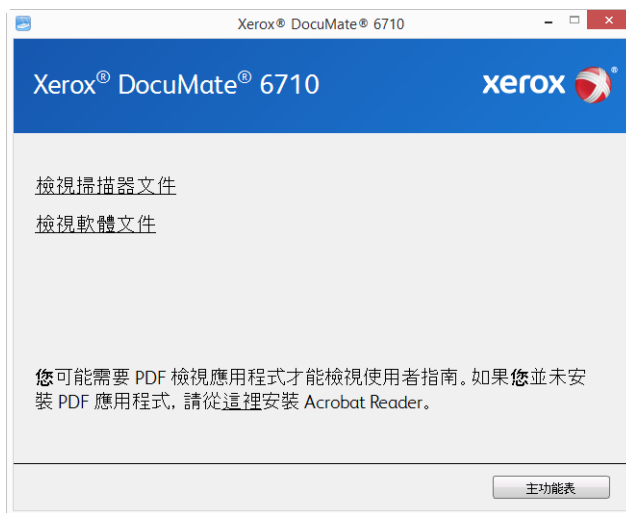 Xerox® DocuMate® 6710
Xerox® DocuMate® 6710
xerox®
檢視掃描器文件
檢視軟體文件
您可能需要 PDF 檢視應用程式才能檢視使用者指南。如果您並未安
裝 PDF 應用程式, 請從這裡安裝 Acrobat Reader。
主功能表